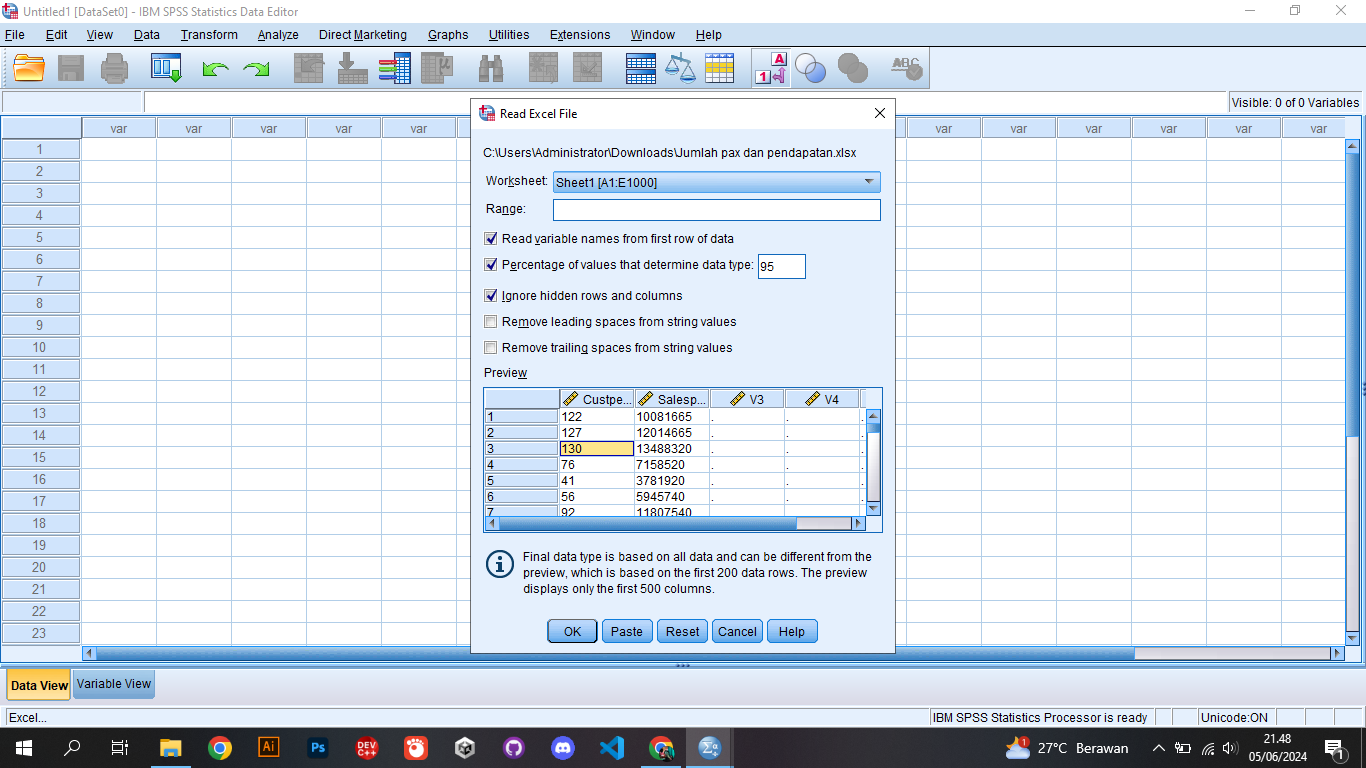 Untitled1 [DataSet0] - IBM SPSS Statistics Data Editor
File Edit View Data Transform Analyze Direct Marketing Graphs Utilities Extensions Window Help
A
1
ABC
Visible: 0 of 0 Variables
var var var var var var var var var var var
1
2
3
4
5
6
7
8
9
10
11
12
13
14
15
16
17
18
19
20
21
22
23
Read Excel File
C:\Users\Administrator\Downloads\Jumlah pax dan pendapatan.xlsx
Worksheet: Sheet1 [A1:E1000]
Range:
Read variable names from first row of data
Percentage of values that determine data type: 95
Ignore hidden rows and columns
Remove leading spaces from string values
Remove trailing spaces from string values
Preview
Custpe... Salesp... V3 V4
1 122 10081665 . . .
2 127 12014665 . . .
3 130 13488320 . . .
4 76 7158520 . . .
5 41 3781920 . . .
6 56 5945740 . . .
7 92 11807540
Final data type is based on all data and can be different from the
preview, which is based on the first 200 data rows. The preview
displays only the first 500 columns.
OK Paste Reset Cancel Help
Data View Variable View
Excel... IBM SPSS Statistics Processor is ready Unicode:ON
Ai Ps DEV C++ 1 27°C Berawan 21.48
05/06/2024 1